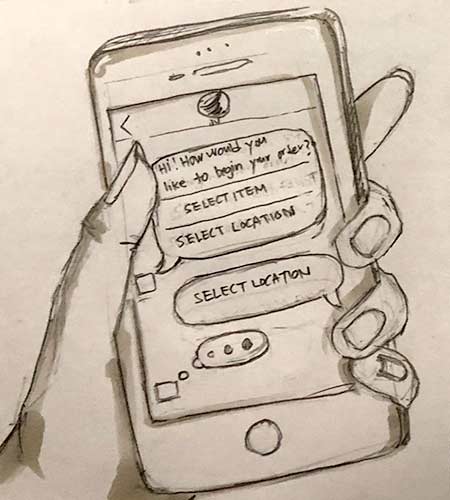 Hi! How would you
like to begin your order?
SELECT ITEM
SELECT LOCATION
SELECT LOCATION